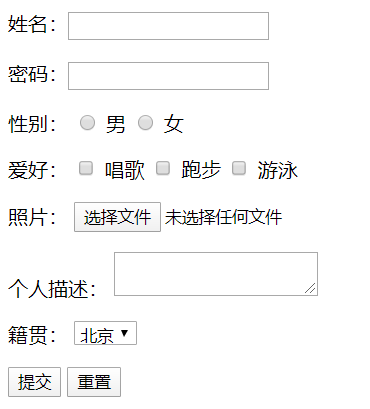 姓名：
密码：
性别： 男 女
爱好： 唱歌 跑步 游泳
照片： 选择文件 未选择任何文件
个人描述：
籍贯： 北京
提交 重置